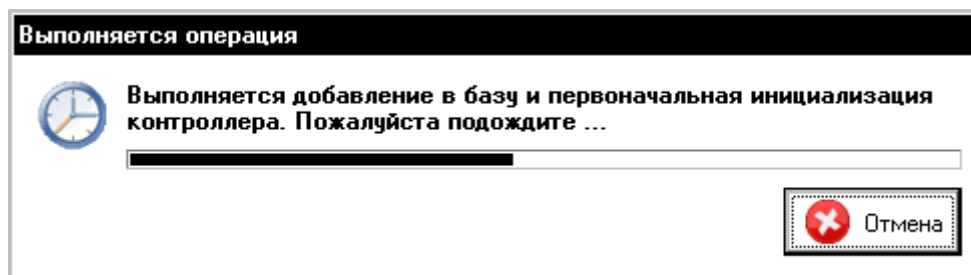 Выполняется операция
Выполняется добавление в базу и первоначальная инициализация
контроллера. Пожалуйста подождите ...
Отмена